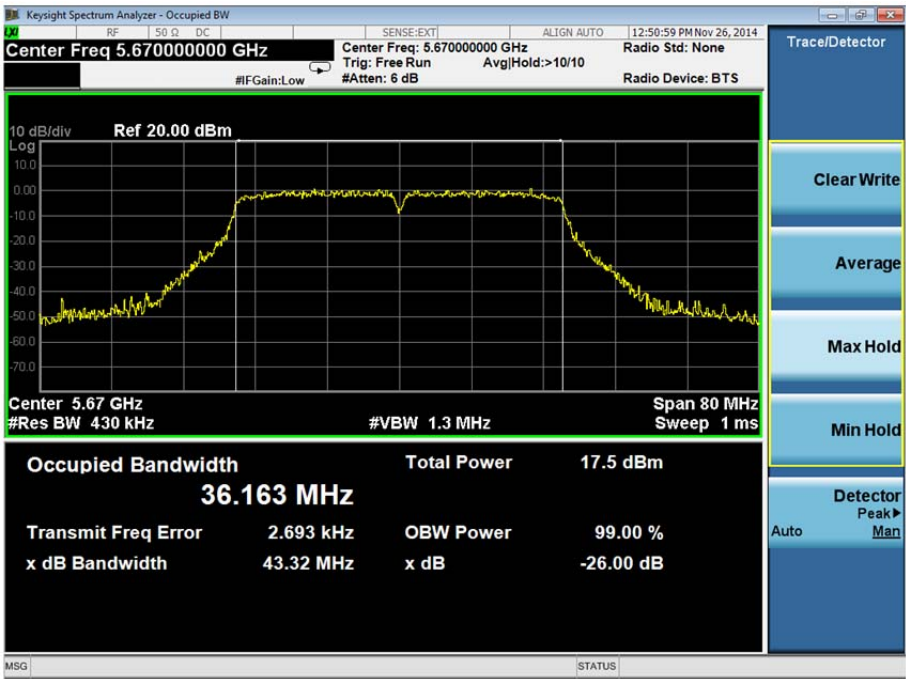 Keysight Spectrum Analyzer - Occupied BW
LXI RF 50 Ω DC SENSE:EXT ALIGN AUTO 12:50:59 PM Nov 26, 2014
Center Freq 5.670000000 GHz
Center Freq: 5.670000000 GHz Radio Std: None
Trig: Free Run Avg|Hold:>10/10
#IFGain:Low #Atten: 6 dB Radio Device: BTS
10 dB/div Ref 20.00 dBm
Log
10.0
0.00
-10.0
-20.0
-30.0
-40.0
-50.0
-60.0
-70.0
Center 5.67 GHz Span 80 MHz
#Res BW 430 kHz #VBW 1.3 MHz Sweep 1 ms
Occupied Bandwidth Total Power 17.5 dBm
36.163 MHz
Transmit Freq Error 2.693 kHz OBW Power 99.00 %
x dB Bandwidth 43.32 MHz x dB -26.00 dB
MSG STATUS
Trace/Detector
Clear Write
Average
Max Hold
Min Hold
Detector
Peak▶
Auto Man